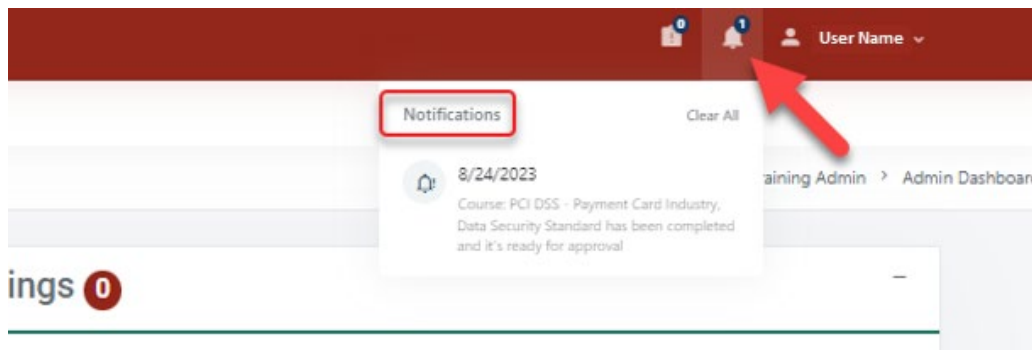 0
1
User Name
Notifications
Clear All
8/24/2023
Course: PCI DSS - Payment Card Industry,
Data Security Standard has been completed
and it's ready for approval
aining Admin > Admin Dashboar
ings 0